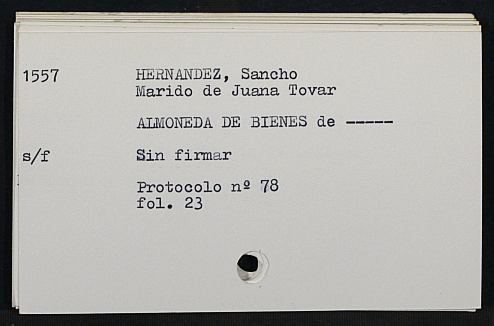 1557 HERNANDEZ, Sancho
Marido de Juana Tovar
ALMONEDA DE BIENES de -----
s/f Sin firmar
Protocolo nº 78
fol. 23